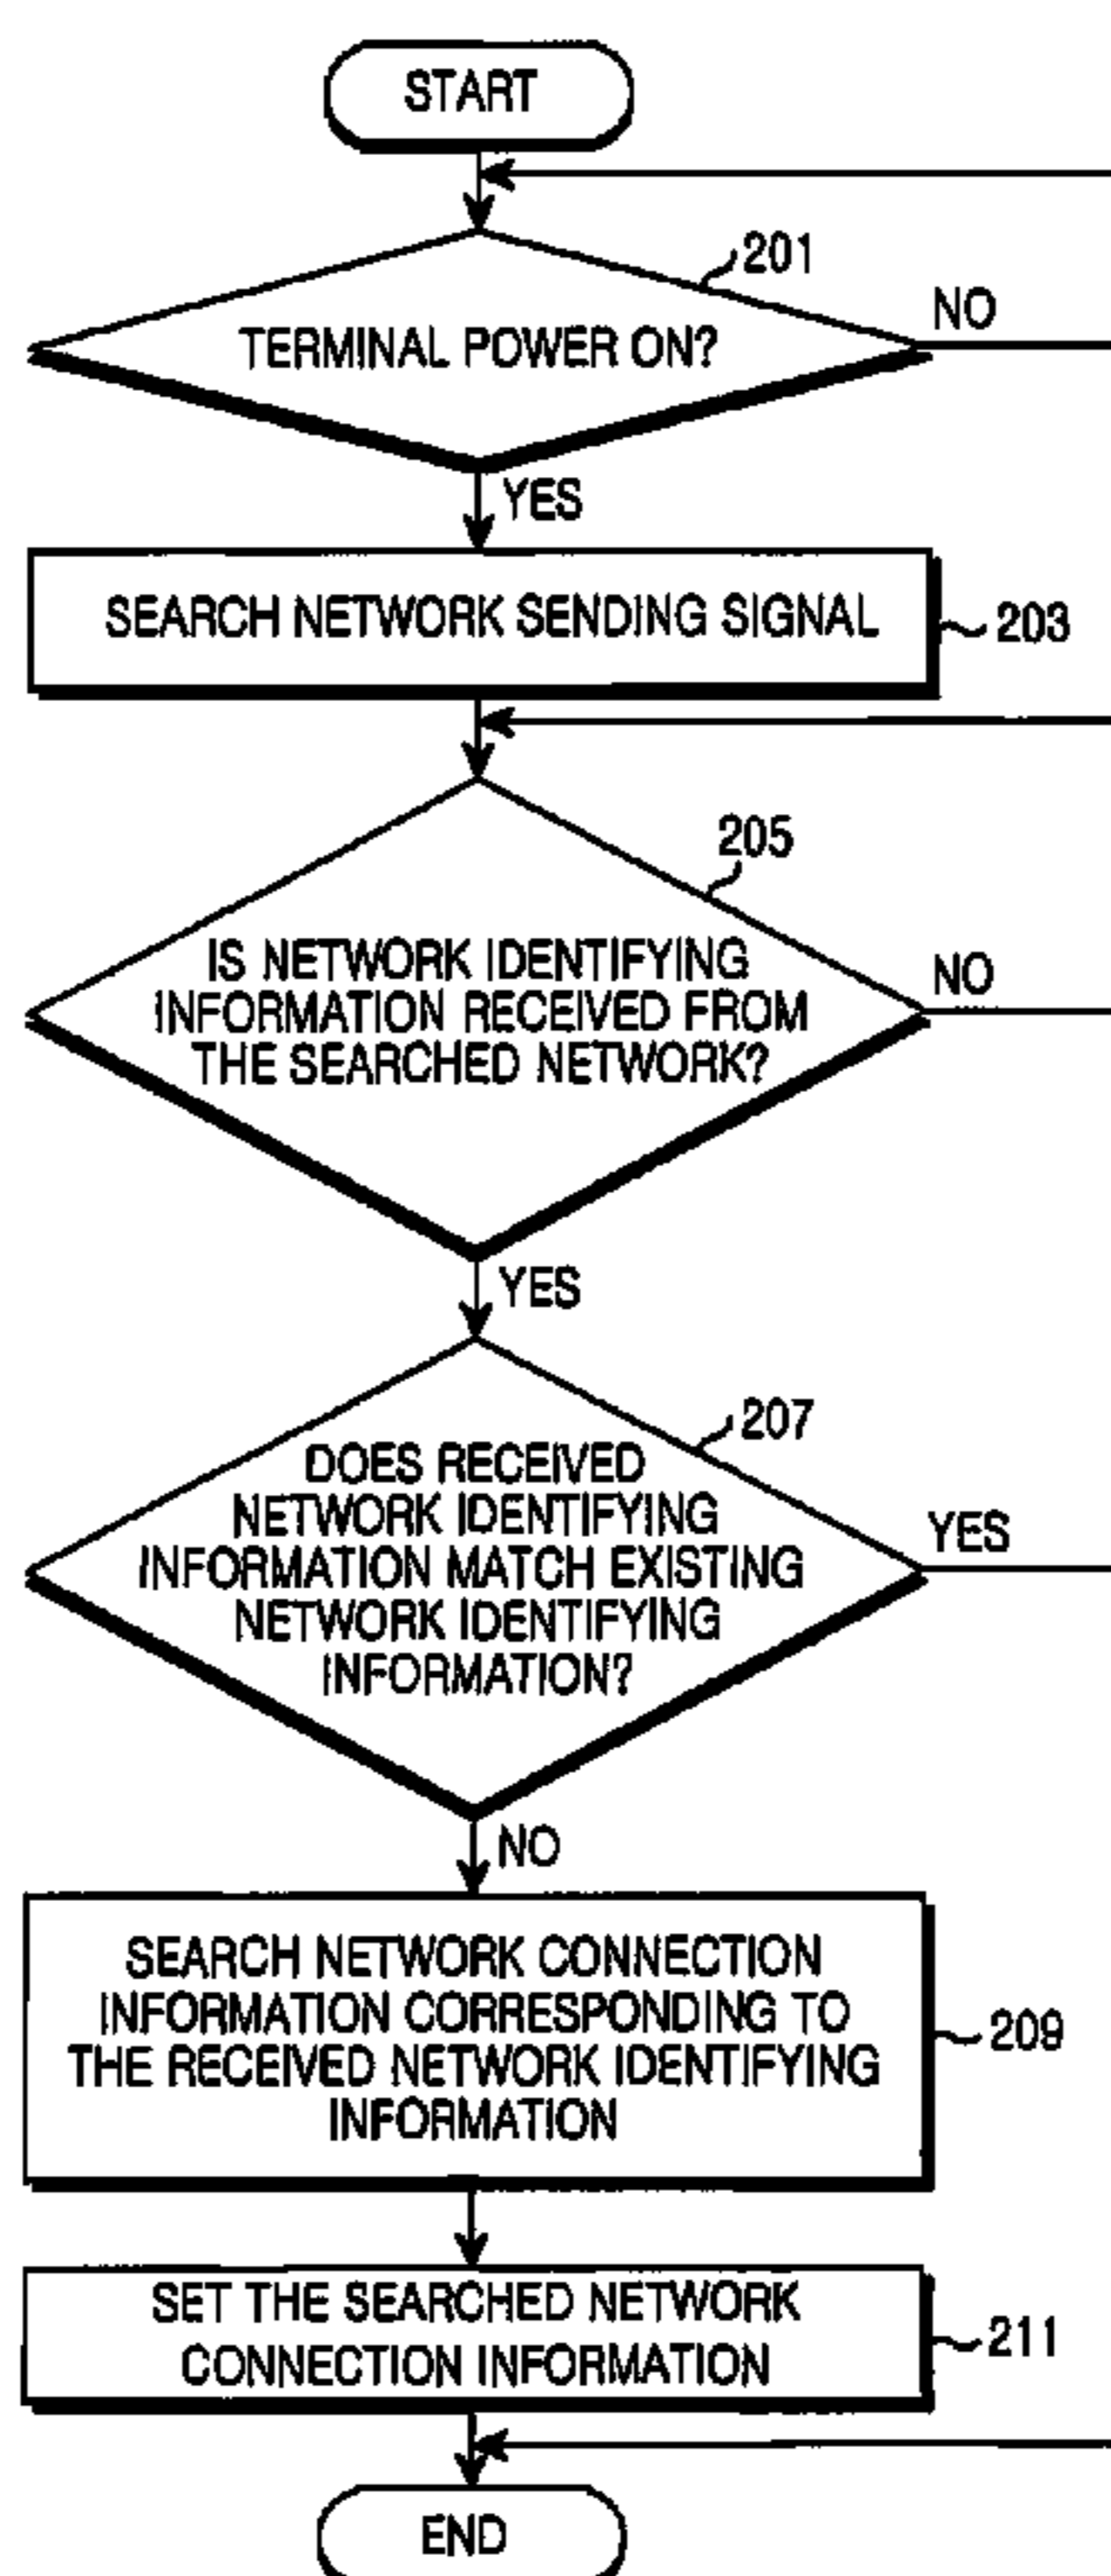 START
201
NO
TERMINAL POWER ON?
YES
SEARCH NETWORK SENDING SIGNAL
203
205
IS NETWORK IDENTIFYING
INFORMATION RECEIVED FROM
THE SEARCHED NETWORK?
NO
YES
207
DOES RECEIVED
NETWORK IDENTIFYING
INFORMATION MATCH EXISTING
NETWORK IDENTIFYING
INFORMATION?
YES
NO
SEARCH NETWORK CONNECTION
INFORMATION CORRESPONDING TO
THE RECEIVED NETWORK IDENTIFYING
INFORMATION
209
SET THE SEARCHED NETWORK
CONNECTION INFORMATION
211
END